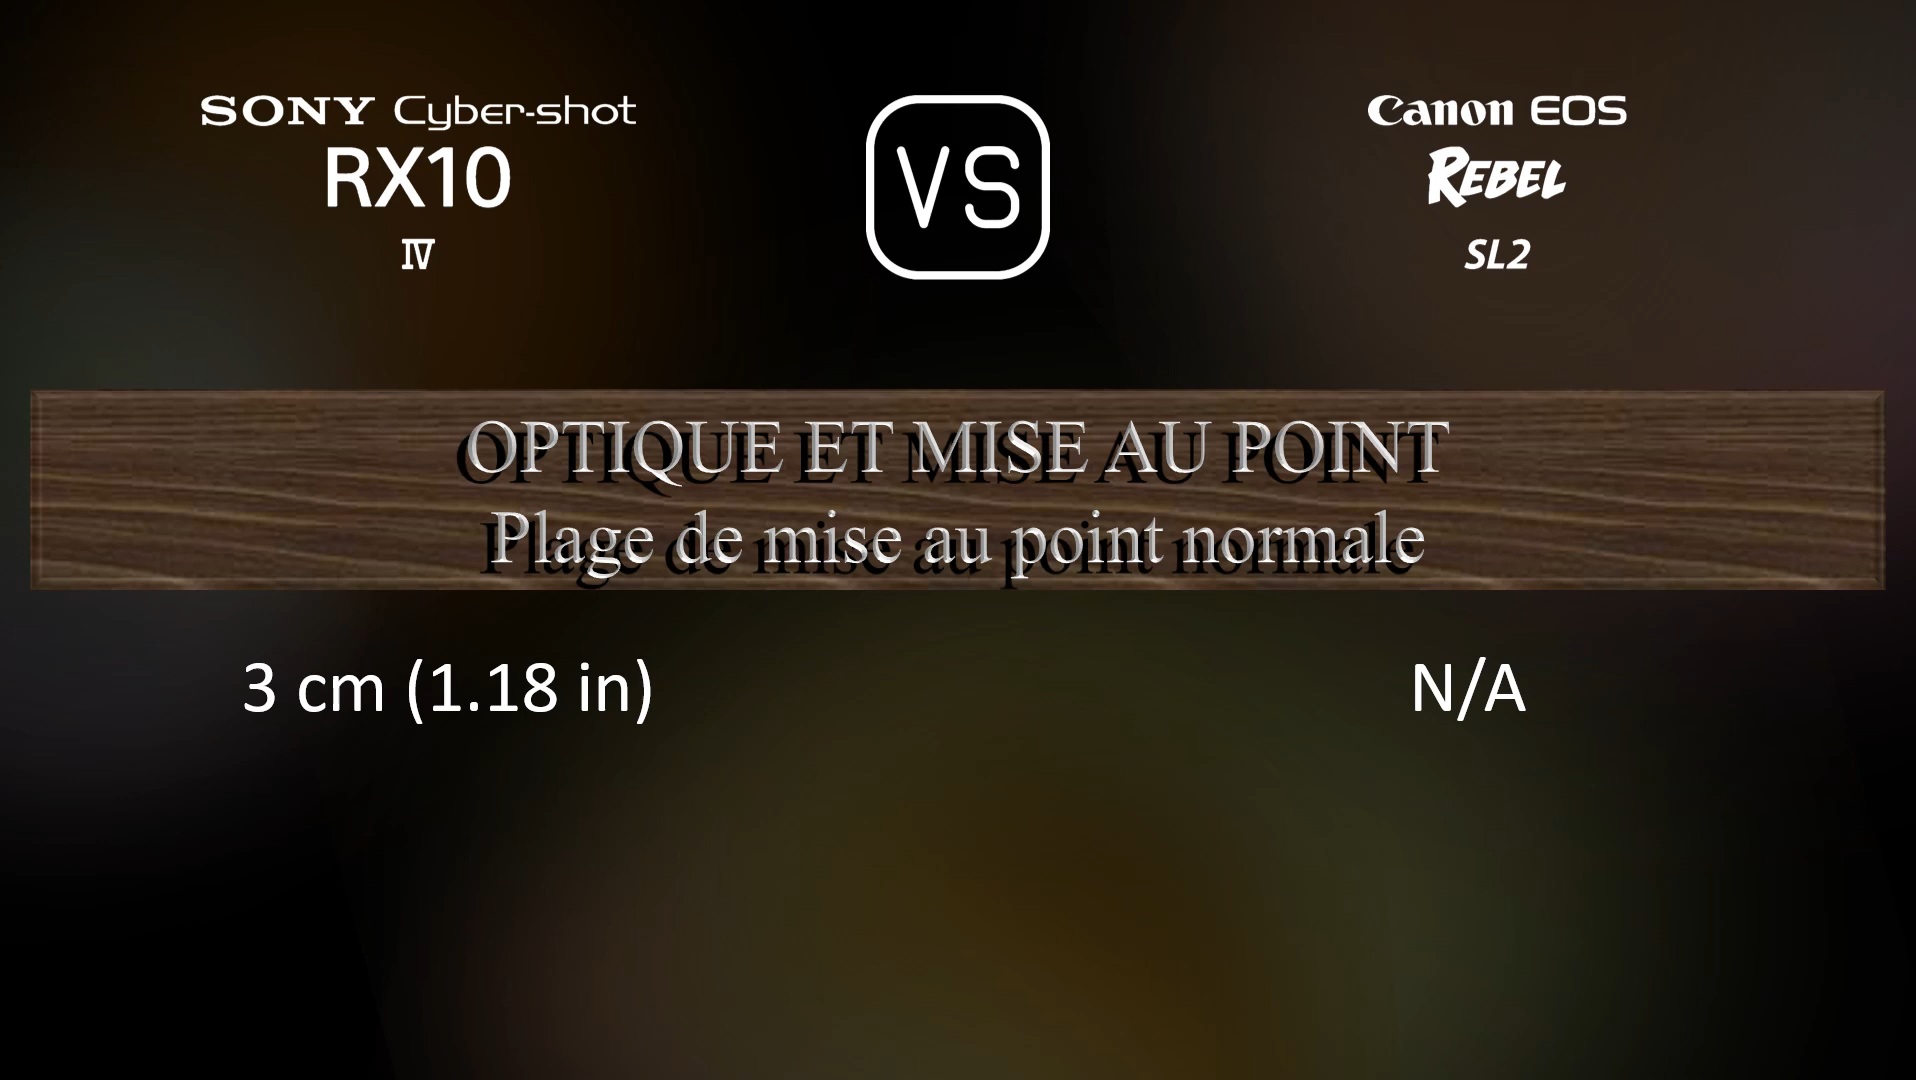 SONY Cyber-shot
RX10
IV
VS
Canon EOS
REBEL
SL2
OPTIQUE ET MISE AU POINT
Plage de mise au point normale
3 cm (1.18 in)
N/A